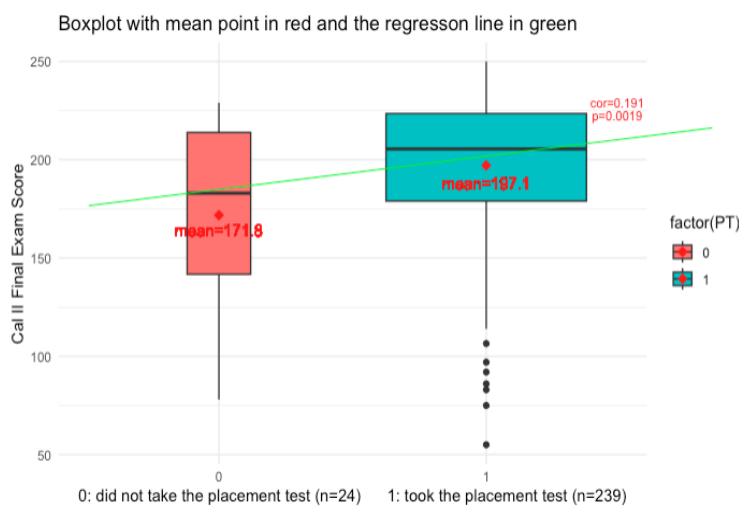 Boxplot with mean point in red and the regresson line in green
Cal II Final Exam Score
250
200
150
100
50
cor=0.191
p=0.0019
mean=197.1
mean=171.8
factor(PT)
0
1
0
1
0: did not take the placement test (n=24)
1: took the placement test (n=239)